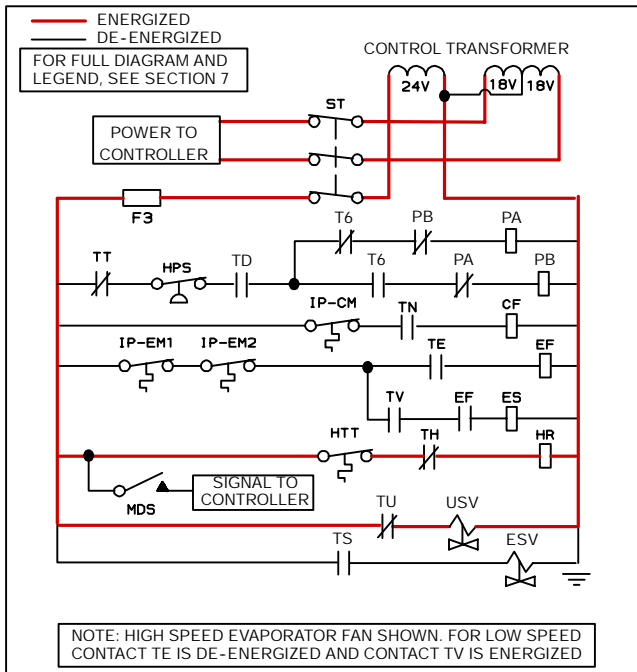 ENERGIZED
DE-ENERGIZED
FOR FULL DIAGRAM AND
LEGEND, SEE SECTION 7
CONTROL TRANSFORMER
24V
18V
18V
ST
POWER TO
CONTROLLER
F3
T6
PB
PA
TT
HPS
TD
T6
PA
PB
IP-CM
TN
CF
IP-EM1
IP-EM2
TE
EF
TV
EF
ES
HTT
TH
HR
SIGNAL TO
CONTROLLER
MDS
TU
USV
TS
ESV
NOTE: HIGH SPEED EVAPORATOR FAN SHOWN. FOR LOW SPEED
CONTACT TE IS DE-ENERGIZED AND CONTACT TV IS ENERGIZED